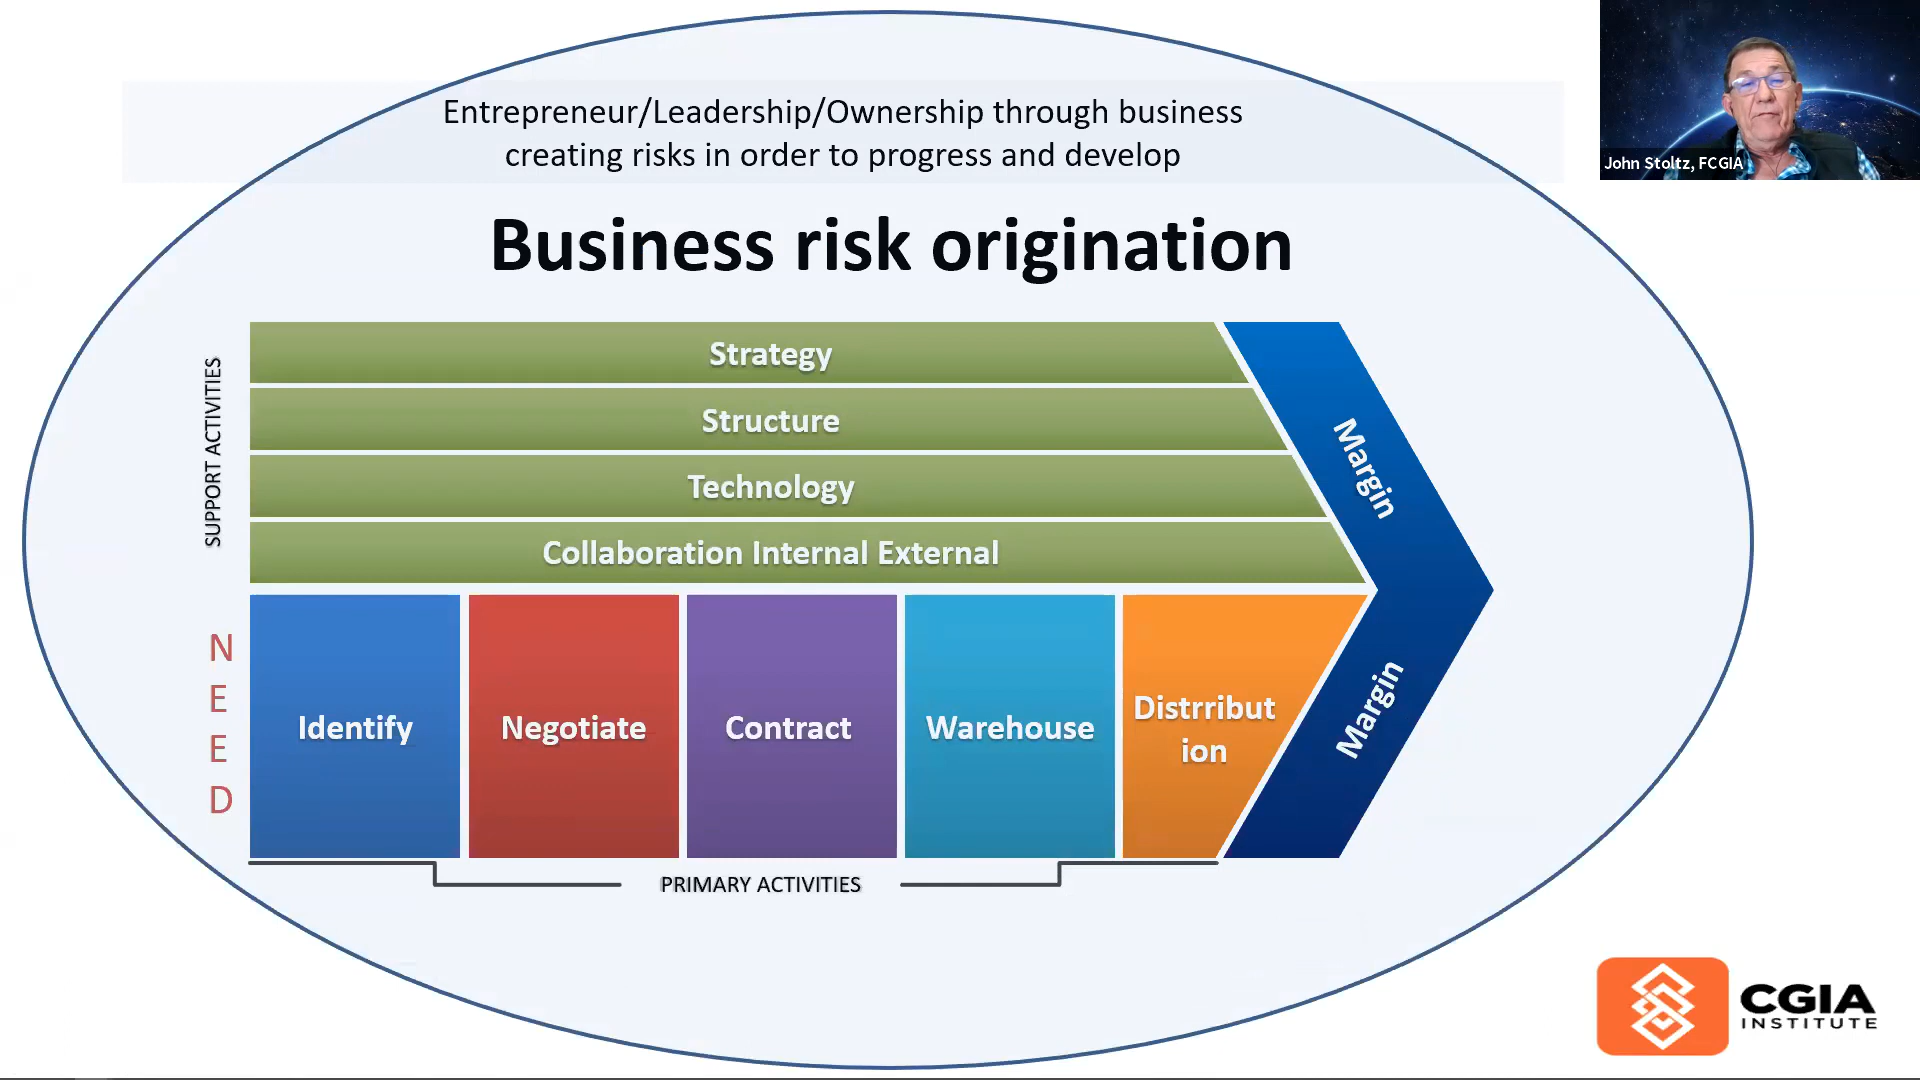 Entrepreneur/Leadership/Ownership through business
creating risks in order to progress and develop
John Stoltz, FCGIA
Business risk origination
SUPPORT ACTIVITIES
Strategy
Structure
Technology
Collaboration Internal External
Margin
Margin
N
E
E
D
Identify
Negotiate
Contract
Warehouse
Distrribut
ion
PRIMARY ACTIVITIES
CGIA
INSTITUTE